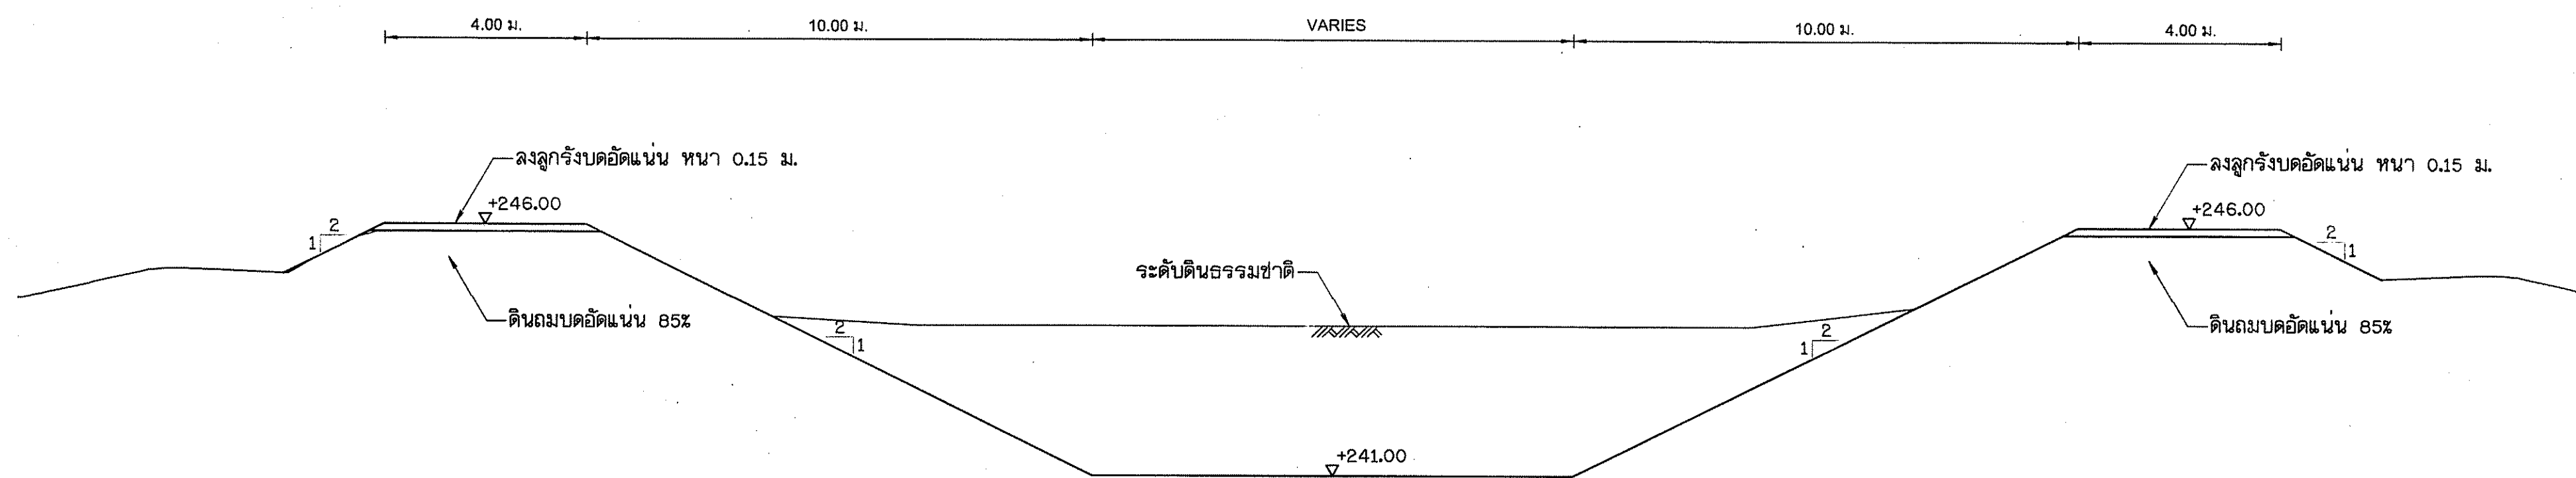 4.00 ม.
10.00 ม.
VARIES
10.00 ม.
4.00 ม.
ลงลูกรังบดอัดแน่น หนา 0.15 ม.
ลงลูกรังบดอัดแน่น หนา 0.15 ม.
+246.00
+246.00
2
1
2
1
ระดับดินธรรมชาติ
ดินถมบดอัดแน่น 85%
ดินถมบดอัดแน่น 85%
2
1
2
1
+241.00